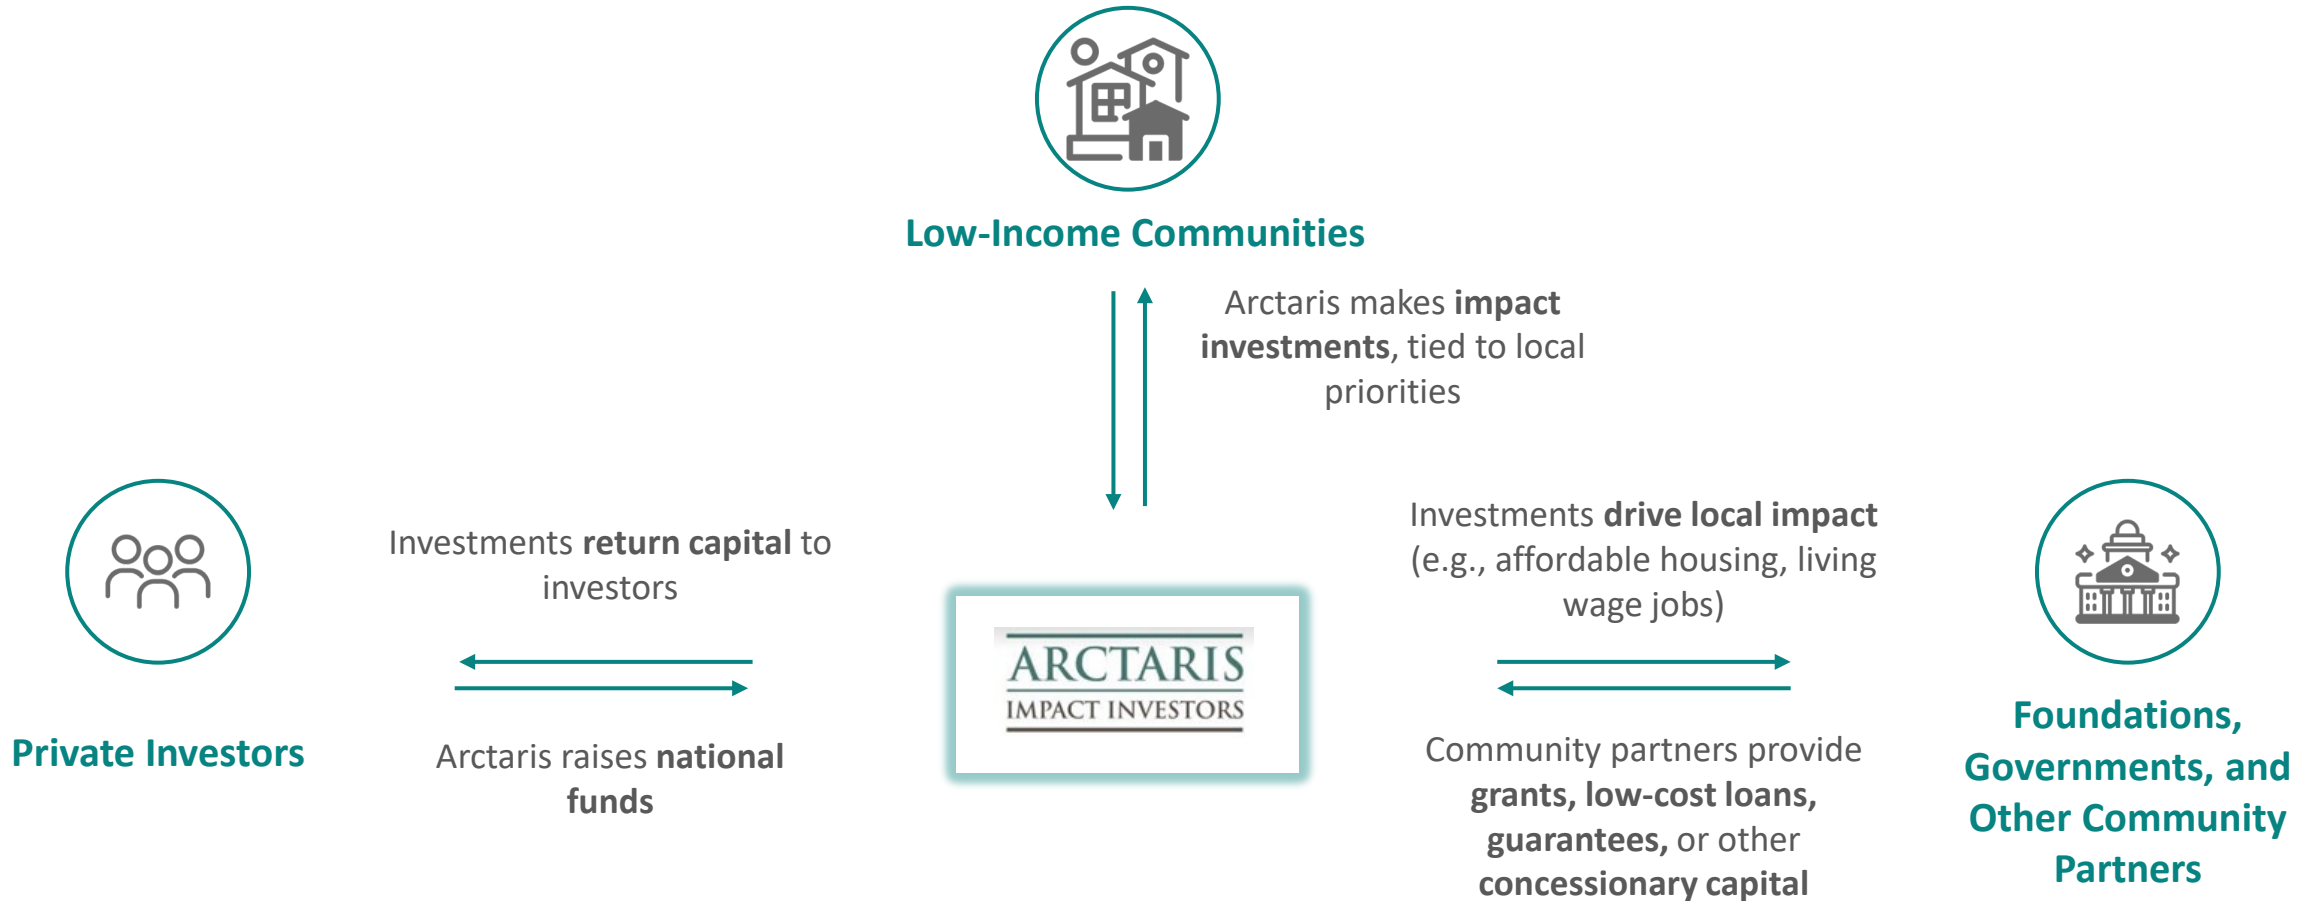 Low-Income Communities
Arctaris makes impact
investments, tied to local
priorities
Private Investors
Investments return capital to
investors
Arctaris raises national
funds
ARCTARIS
IMPACT INVESTORS
Investments drive local impact
(e.g., affordable housing, living
wage jobs)
Community partners provide
grants, low-cost loans,
guarantees, or other
concessionary capital
Foundations,
Governments, and
Other Community
Partners